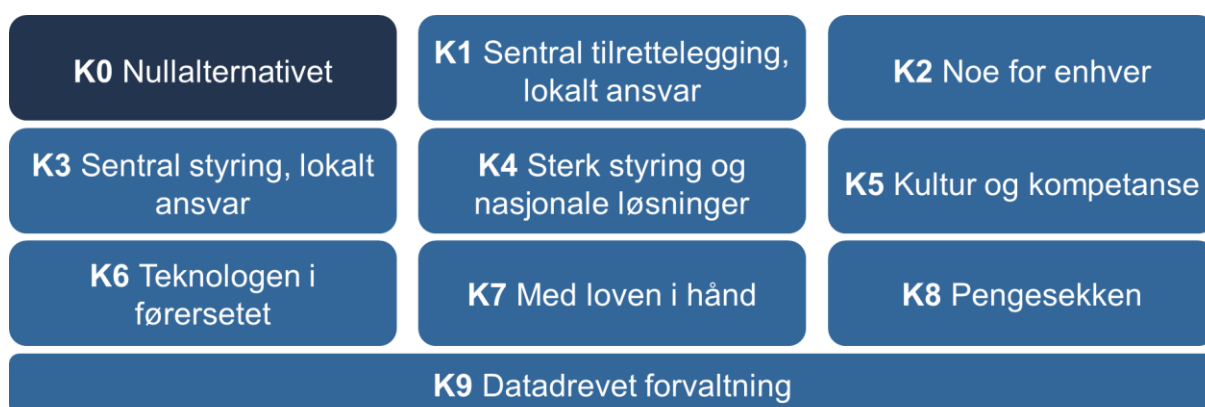 K0 Nullalternativet
K1 Sentral tilrettelegging,
lokalt ansvar
K2 Noe for enhver
K3 Sentral styring, lokalt
ansvar
K4 Sterk styring og
nasjonale løsninger
K5 Kultur og kompetanse
K6 Teknologen i
førersetet
K7 Med loven i hånd
K8 Pengesekken
K9 Datadrevet forvaltning